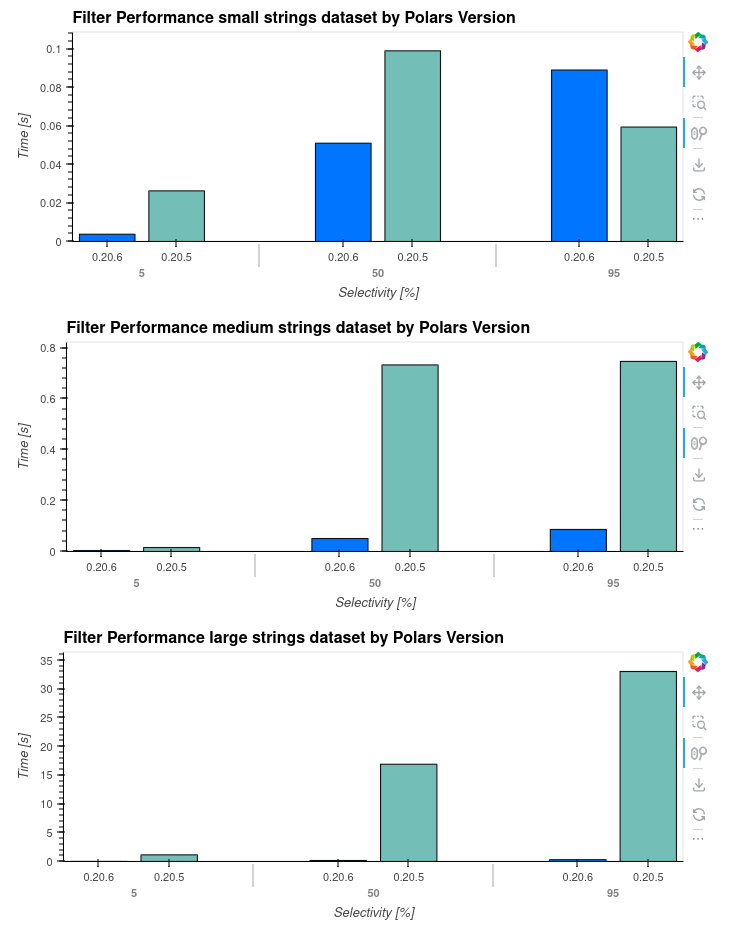 Filter Performance small strings dataset by Polars Version
0.1
0.08
0.06
0.04
0.02
0
Time [s]
0.20.6 0.20.5 0.20.6 0.20.5 0.20.6 0.20.5
5 50 95
Selectivity [%]
Filter Performance medium strings dataset by Polars Version
0.8
0.6
0.4
0.2
0
Time [s]
0.20.6 0.20.5 0.20.6 0.20.5 0.20.6 0.20.5
5 50 95
Selectivity [%]
Filter Performance large strings dataset by Polars Version
35
30
25
20
15
10
5
0
Time [s]
0.20.6 0.20.5 0.20.6 0.20.5 0.20.6 0.20.5
5 50 95
Selectivity [%]